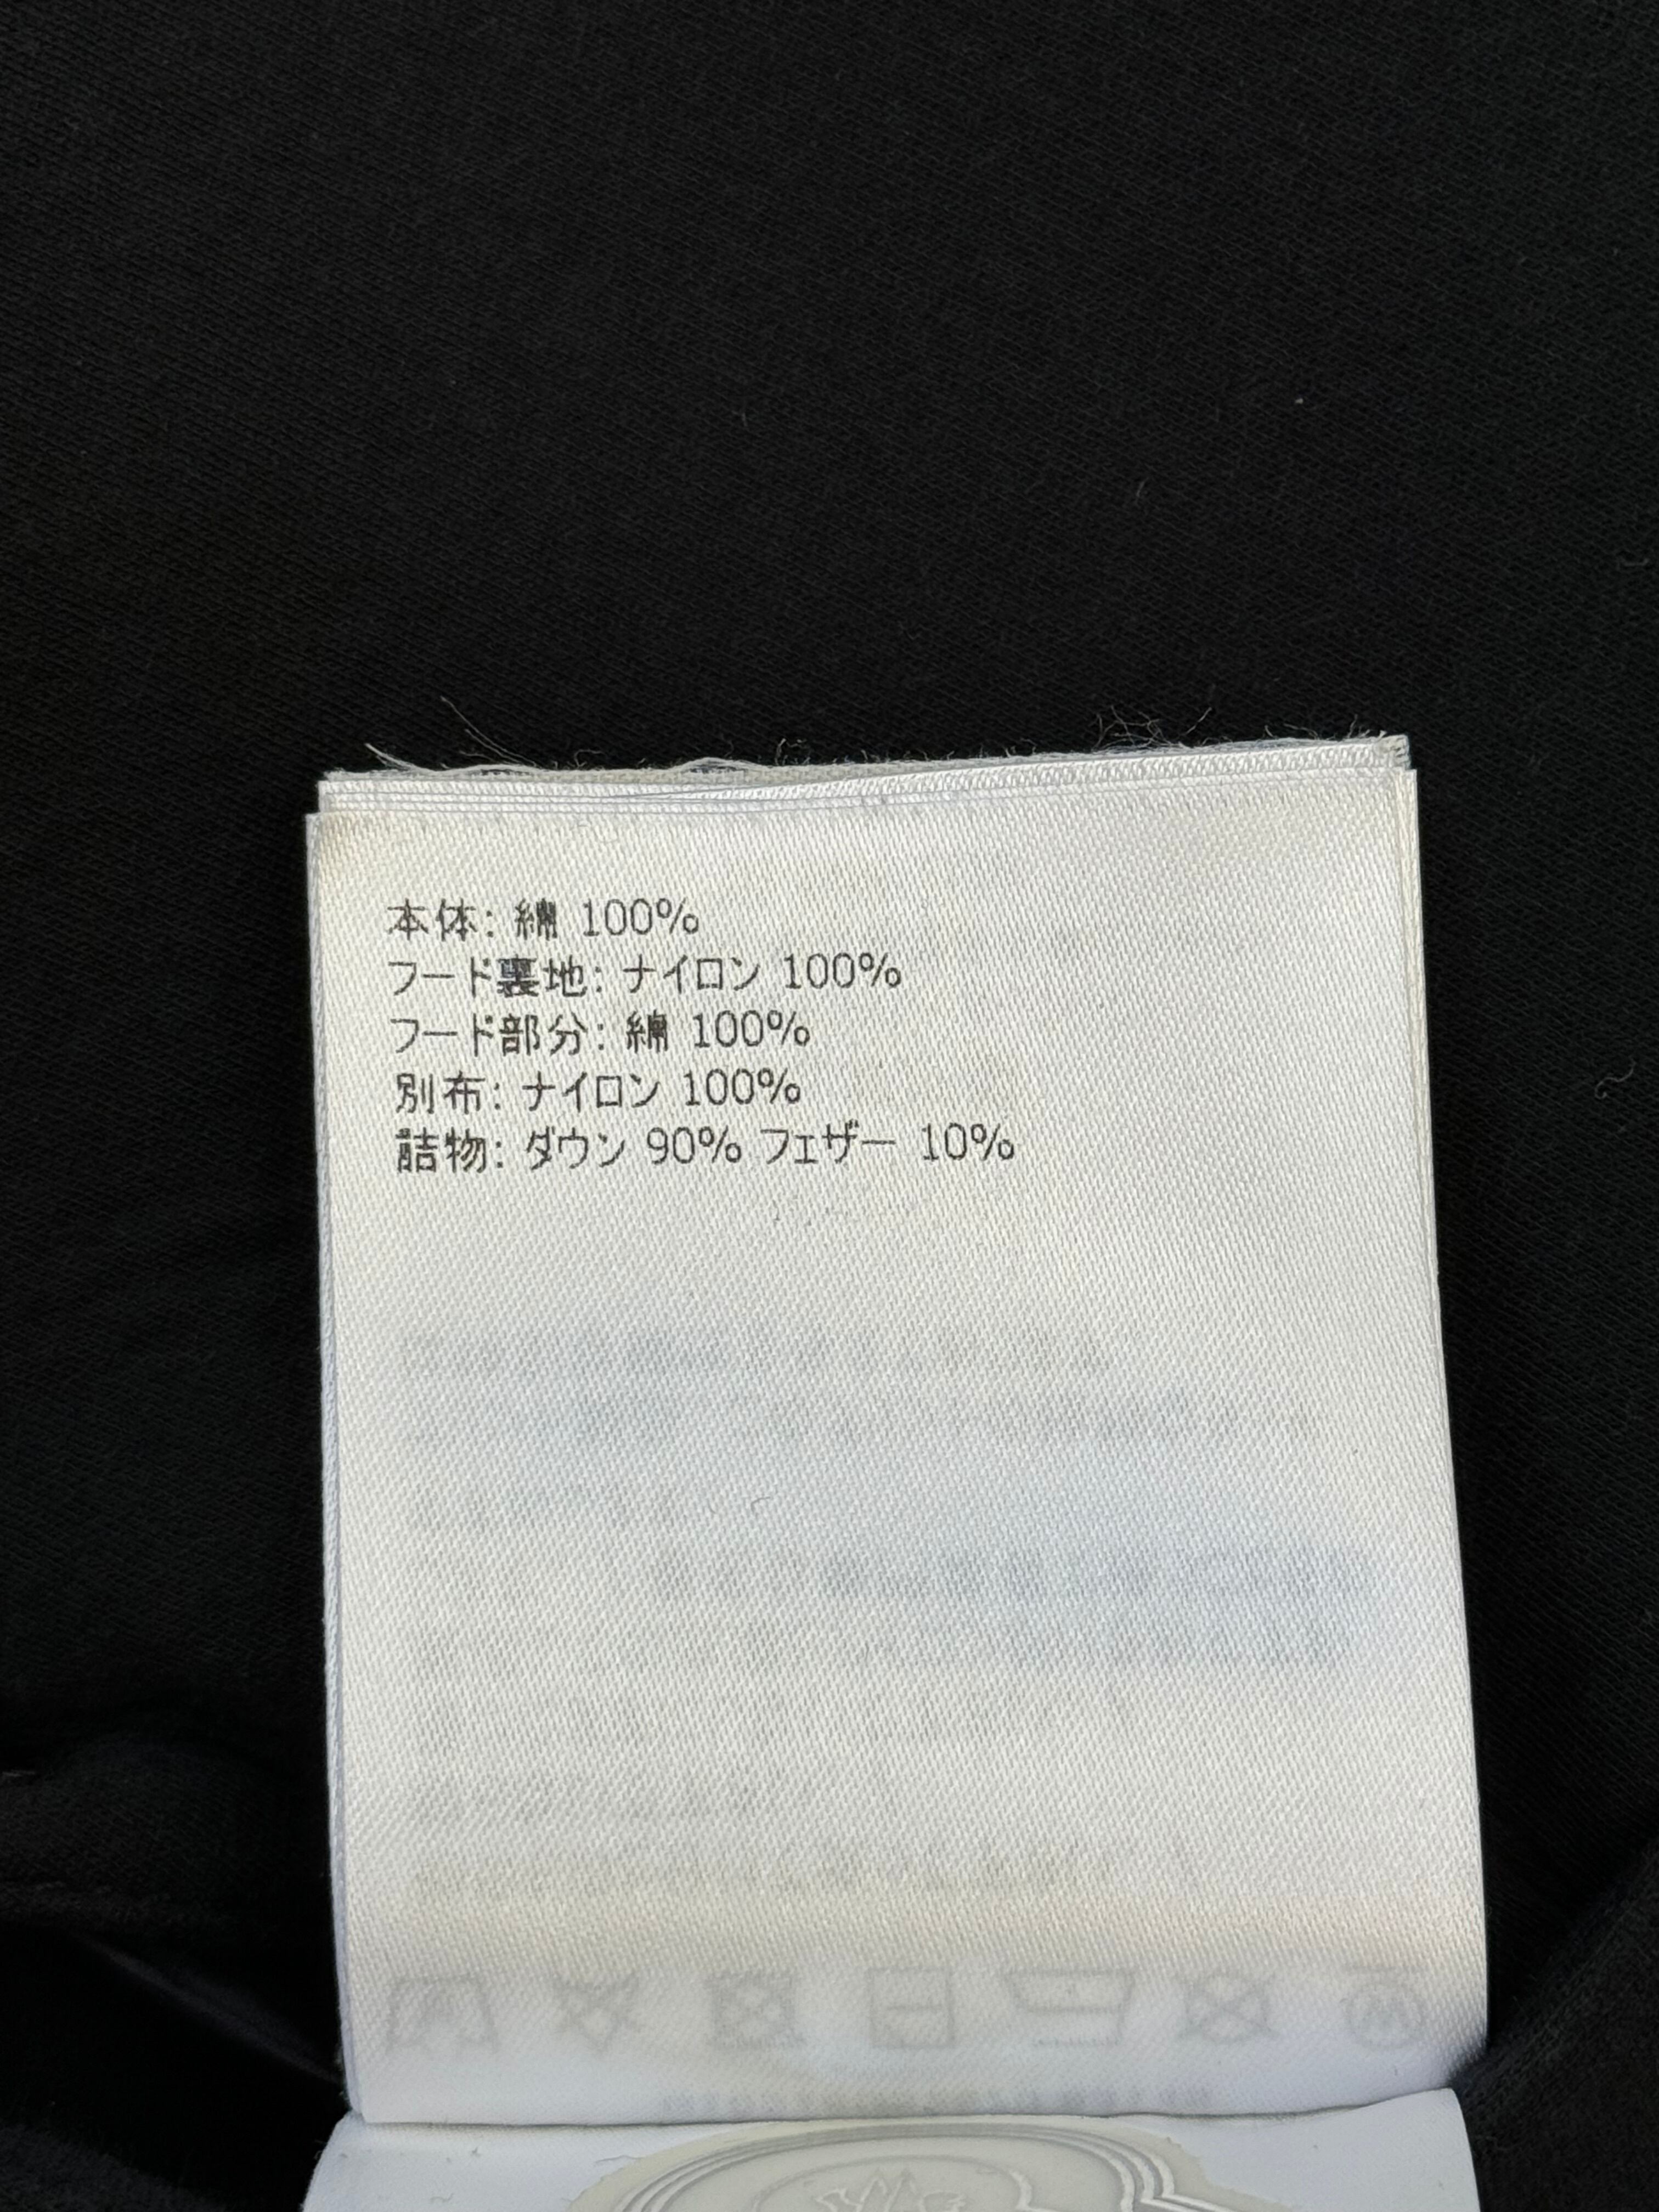 本体: 綿 100%
フード裏地: ナイロン 100%
フード部分: 綿 100%
別布: ナイロン 100%
詰物: ダウン 90% フェザー 10%